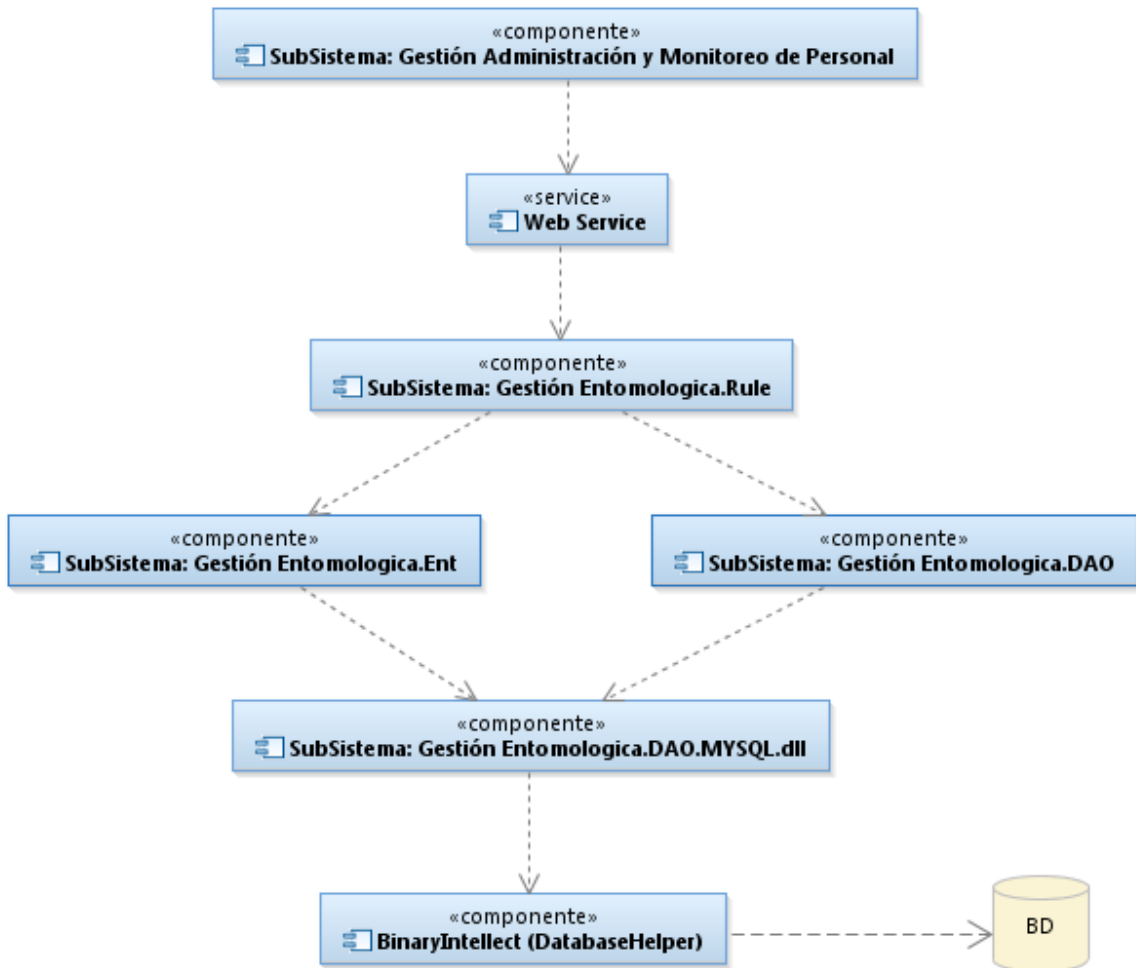 «componente»
SubSistema: Gestión Administración y Monitoreo de Personal
«service»
Web Service
«componente»
SubSistema: Gestión Entomologica.Rule
«componente»
SubSistema: Gestión Entomologica.Ent
«componente»
SubSistema: Gestión Entomologica.DAO
«componente»
SubSistema: Gestión Entomologica.DAO.MYSQL.dll
«componente»
BinaryIntellect (DatabaseHelper)
BD